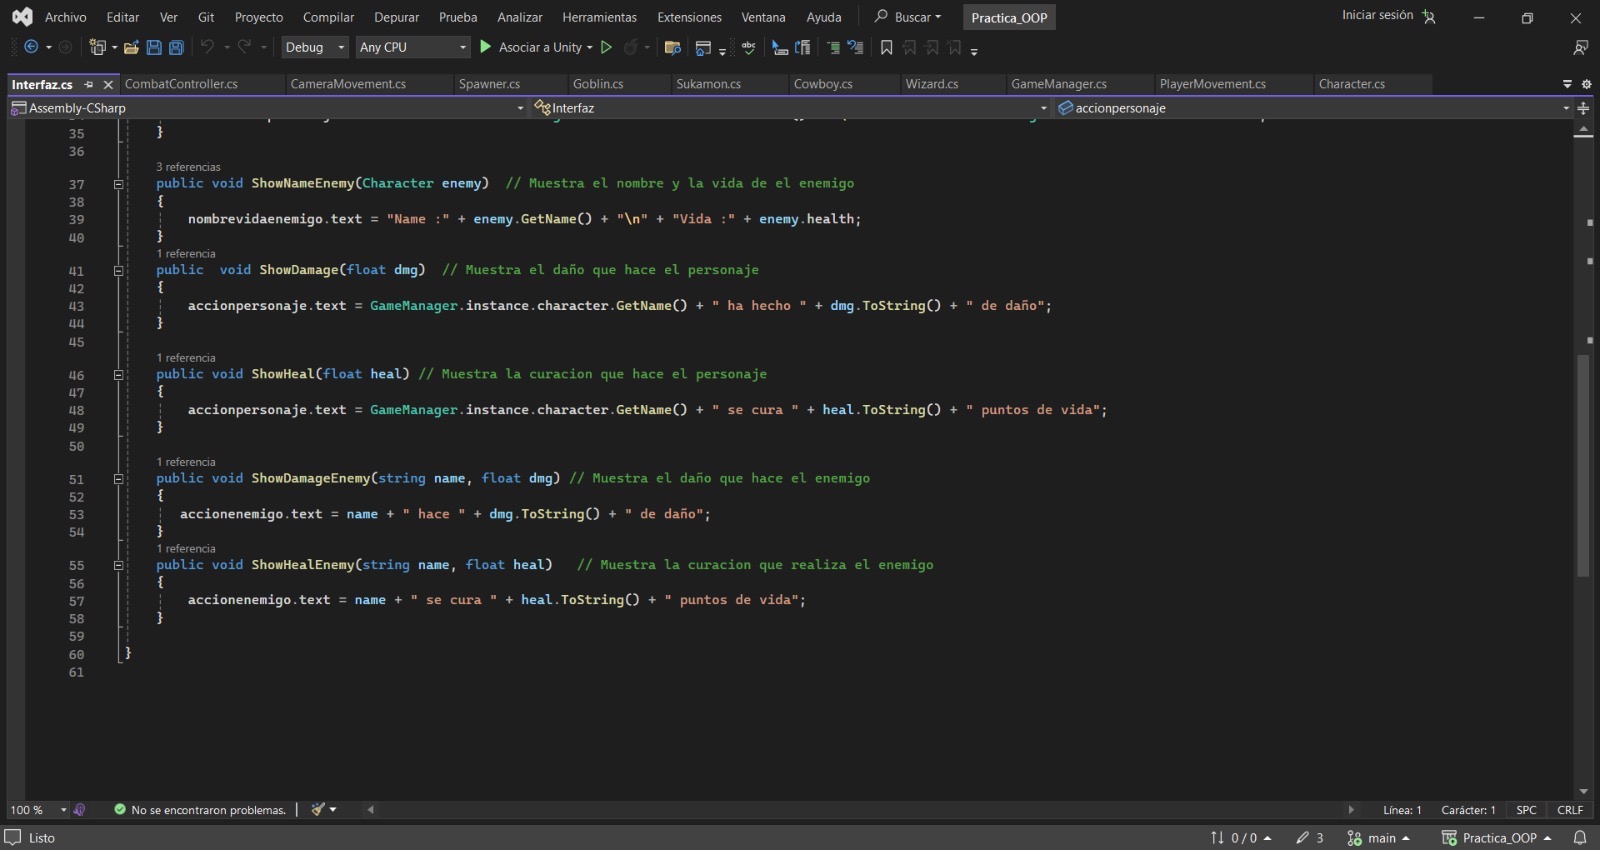 Archivo Editar Ver Git Proyecto Compilar Depurar Prueba Analizar Herramientas Extensiones Ventana Ayuda Buscar Practica_OOP Iniciar sesión
Debug Any CPU Asociar a Unity
Interfaz.cs CombatController.cs CameraMovement.cs Spawner.cs Goblin.cs Sukamon.cs Cowboy.cs Wizard.cs GameManager.cs PlayerMovement.cs Character.cs
Assembly-CSharp Interfaz accionpersonaje
35 }
36
3 referencias
37 public void ShowNameEnemy(Character enemy)  // Muestra el nombre y la vida de el enemigo
38 {
39 nombrevidaenemigo.text = "Name :" + enemy.GetName() + "\n" + "Vida :" + enemy.health;
40 }
1 referencia
41 public  void ShowDamage(float dmg)  // Muestra el daño que hace el personaje
42 {
43 accionpersonaje.text = GameManager.instance.character.GetName() + " ha hecho " + dmg.ToString() + " de daño";
44 }
45
1 referencia
46 public void ShowHeal(float heal) // Muestra la curacion que hace el personaje
47 {
48 accionpersonaje.text = GameManager.instance.character.GetName() + " se cura " + heal.ToString() + " puntos de vida";
49 }
50
1 referencia
51 public void ShowDamageEnemy(string name, float dmg) // Muestra el daño que hace el enemigo
52 {
53 accionenemigo.text = name + " hace " + dmg.ToString() + " de daño";
54 }
1 referencia
55 public void ShowHealEnemy(string name, float heal)   // Muestra la curacion que realiza el enemigo
56 {
57 accionenemigo.text = name + " se cura " + heal.ToString() + " puntos de vida";
58 }
59
60 }
61
100 % No se encontraron problemas. Línea: 1 Carácter: 1 SPC CRLF
Listo 0 / 0 3 main Practica_OOP